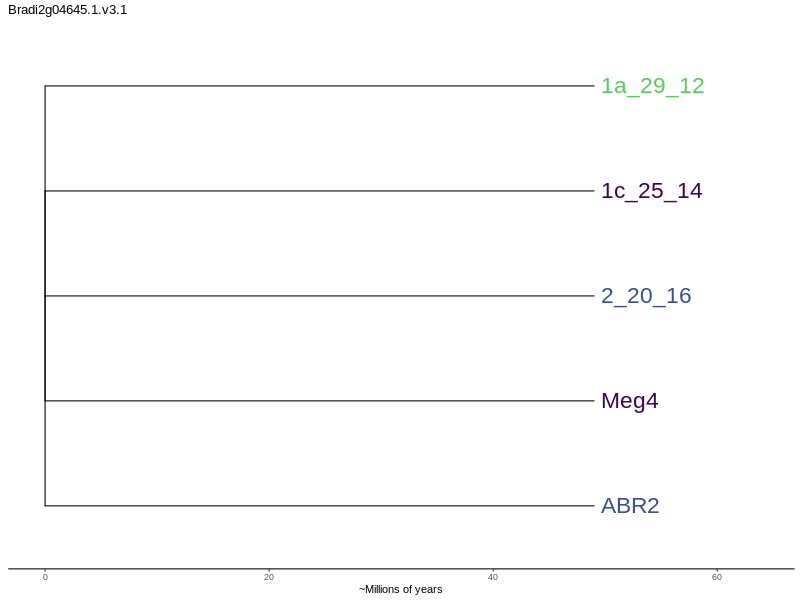 Bradi2g04645.1.v3.1
1a_29_12
1c_25_14
2_20_16
Meg4
ABR2
0 20 40 60
~Millions of years